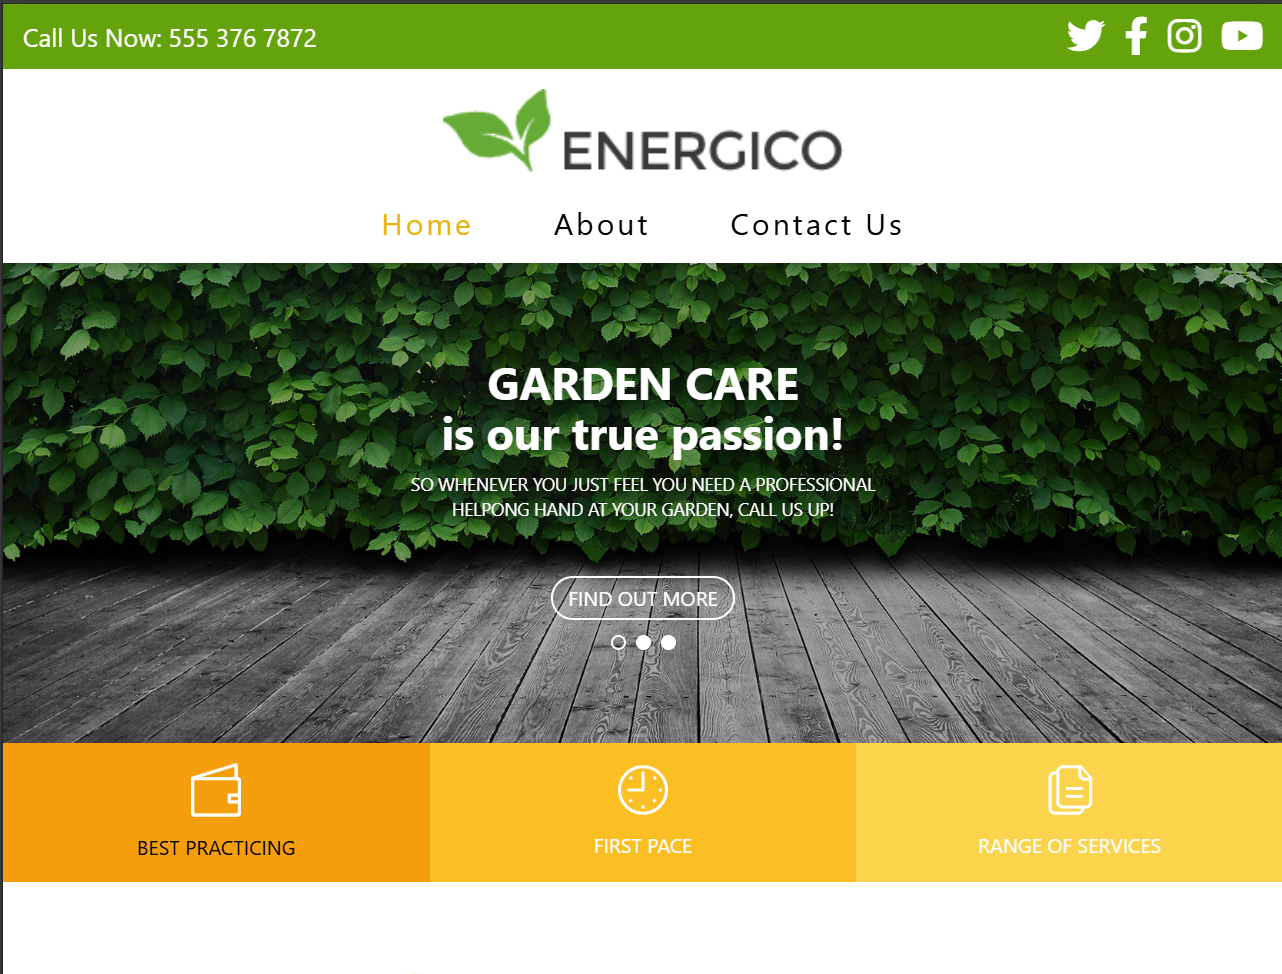 Call Us Now: 555 376 7872
ENERGICO
Home About Contact Us
GARDEN CARE
is our true passion!
SO WHENEVER YOU JUST FEEL YOU NEED A PROFESSIONAL
HELPONG HAND AT YOUR GARDEN, CALL US UP!
FIND OUT MORE
BEST PRACTICING
FIRST PACE
RANGE OF SERVICES